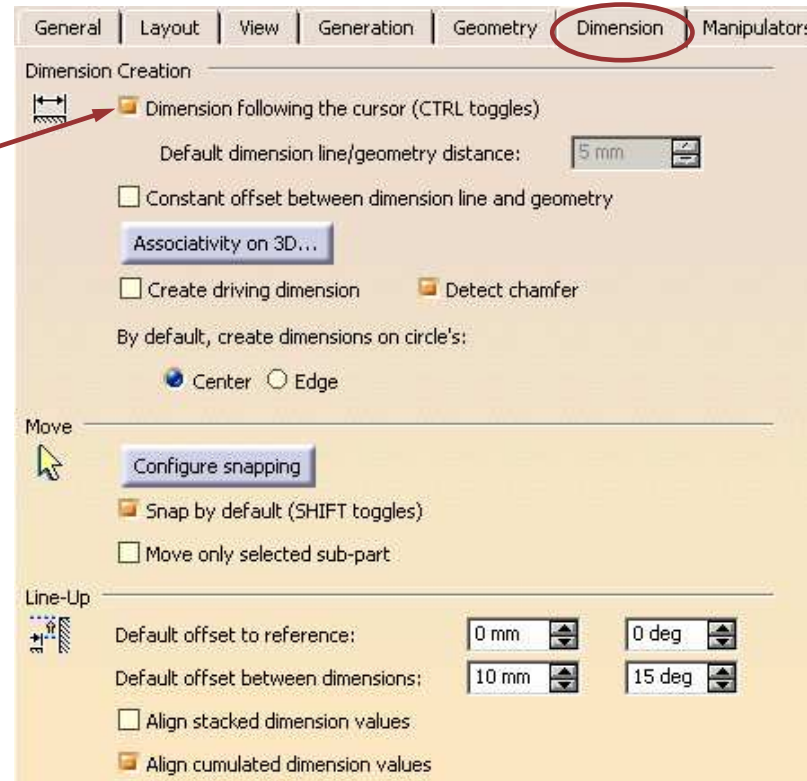 General Layout View Generation Geometry Dimension Manipulators
Dimension Creation
Dimension following the cursor (CTRL toggles)
Default dimension line/geometry distance: 5 mm
Constant offset between dimension line and geometry
Associativity on 3D...
Create driving dimension Detect chamfer
By default, create dimensions on circle's:
Center Edge
Move
Configure snapping
Snap by default (SHIFT toggles)
Move only selected sub-part
Line-Up
Default offset to reference: 0 mm 0 deg
Default offset between dimensions: 10 mm 15 deg
Align stacked dimension values
Align cumulated dimension values